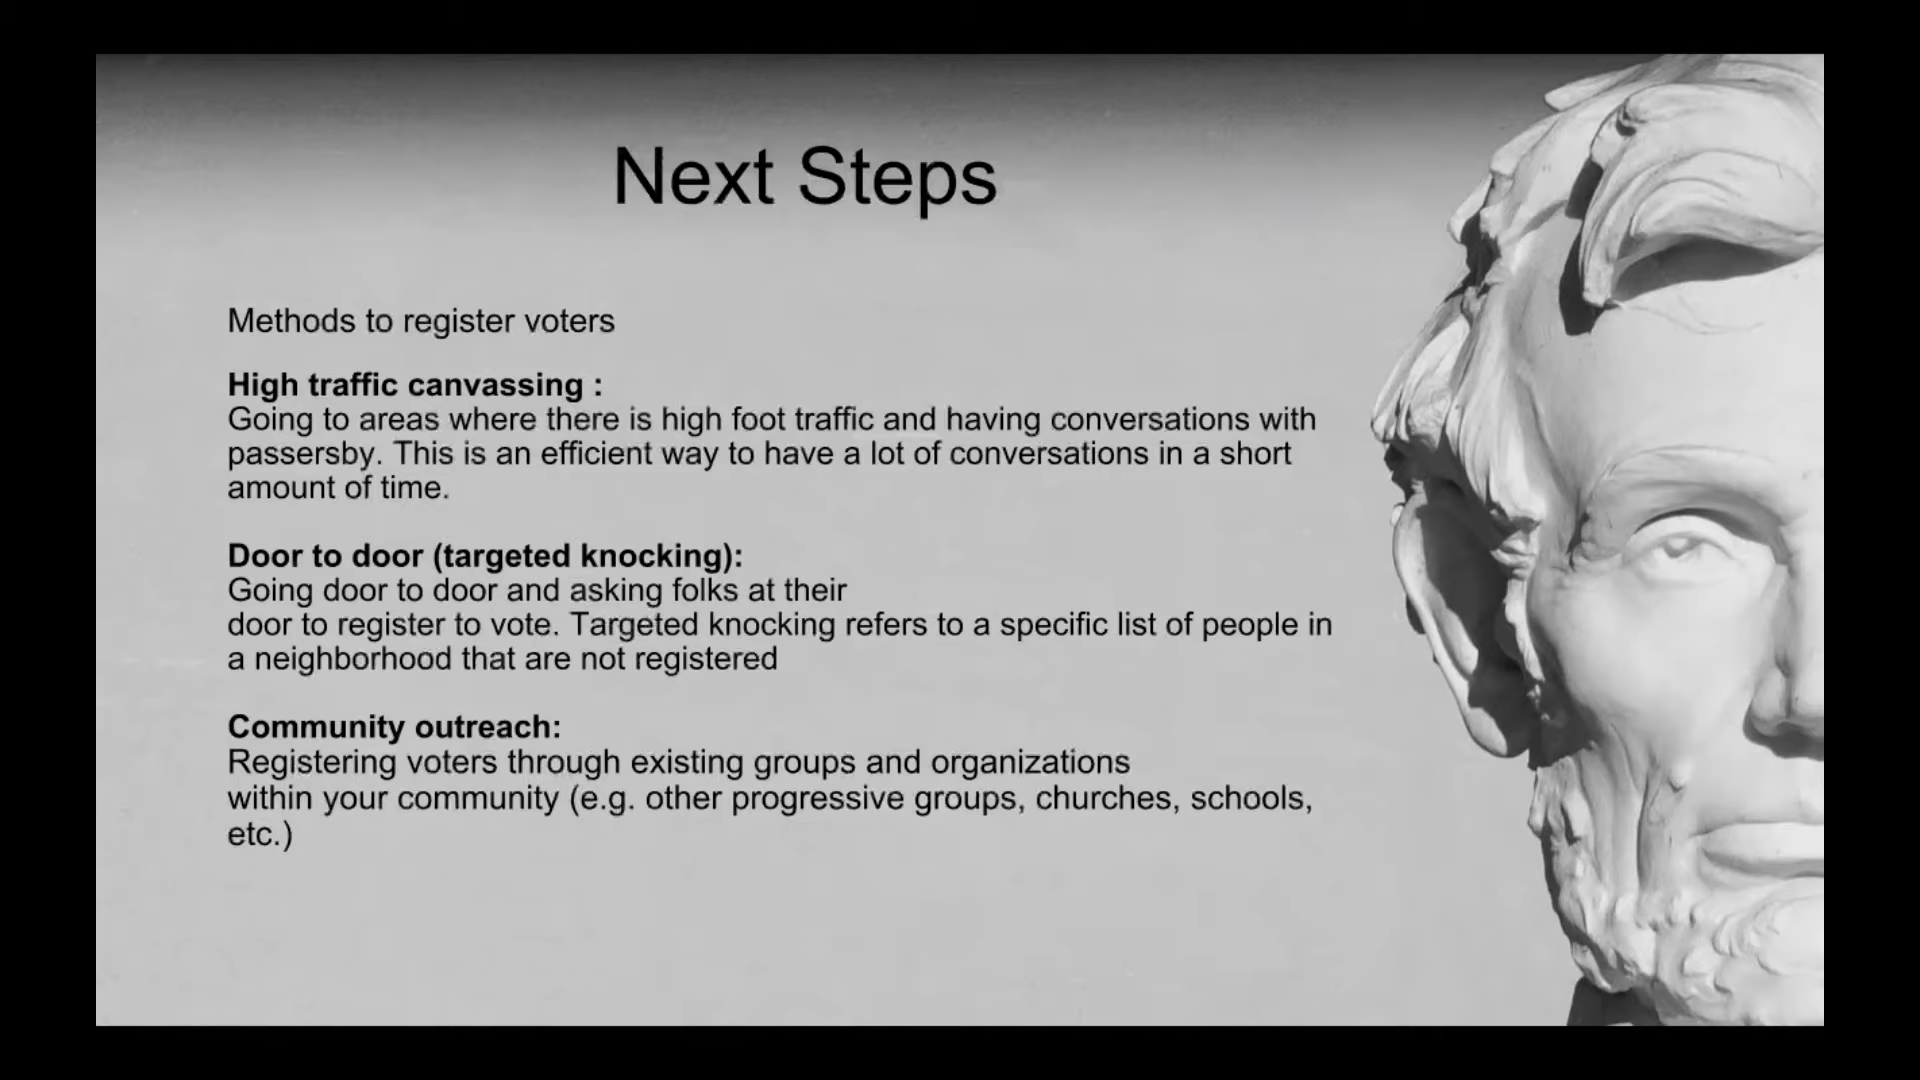 Next Steps
Methods to register voters
High traffic canvassing :
Going to areas where there is high foot traffic and having conversations with
passersby. This is an efficient way to have a lot of conversations in a short
amount of time.
Door to door (targeted knocking):
Going door to door and asking folks at their
door to register to vote. Targeted knocking refers to a specific list of people in
a neighborhood that are not registered
Community outreach:
Registering voters through existing groups and organizations
within your community (e.g. other progressive groups, churches, schools,
etc.)